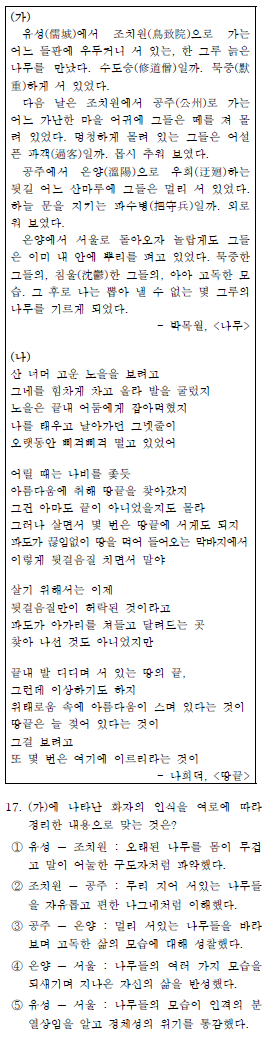 (가)
유성(儒城)에서 조치원(鳥致院)으로 가는
어느 들판에 우두커니 서 있는, 한 그루 늙은
나무를 만났다. 수도승(修道僧)일까. 묵중(默
重)하게 서 있었다.
다음 날은 조치원에서 공주(公州)로 가는
어느 가난한 마을 어귀에 그들은 떼를 져 몰
려 있었다. 멍청하게 몰려 있는 그들은 어설
픈 과객(過客)일까. 몹시 추워 보였다.
공주에서 온양(溫陽)으로 우회(迂廻)하는
뒷길 어느 산마루에 그들은 멀리 서 있었다.
하늘 문을 지키는 파수병(把守兵)일까. 외로
워 보였다.
온양에서 서울로 돌아오자 놀랍게도 그들
은 이미 내 안에 뿌리를 펴고 있었다. 묵중한
그들의, 침울(沈鬱)한 그들의, 아아 고독한 모
습. 그 후로 나는 뽑아 낼 수 없는 몇 그루의
나무를 기르게 되었다.
- 박목월, <나무>
(나)
산 너머 고운 노을을 보려고
그네를 힘차게 차고 올라 발을 굴렀지
노을은 끝내 어둠에게 잡아먹혔지
나를 태우고 날아가던 그넷줄이
오랫동안 삐걱삐걱 떨고 있었어
어릴 때는 나비를 좇듯
아름다움에 취해 땅끝을 찾아갔지
그건 아마도 끝이 아니었을지도 몰라
그러나 살면서 몇 번은 땅끝에 서게도 되지
파도가 끊임없이 땅을 먹어 들어오는 막바지에서
이렇게 뒷걸음질 치면서 말야
살기 위해서는 이제
뒷걸음질만이 허락된 것이라고
파도가 아가리를 쳐들고 달려드는 곳
찾아 나선 것도 아니었지만
끝내 발 디디며 서 있는 땅의 끝,
그런데 이상하기도 하지
위태로움 속에 아름다움이 스며 있다는 것이
땅끝은 늘 젖어 있다는 것이
그걸 보려고
또 몇 번은 여기에 이르리라는 것이
- 나희덕, <땅끝>
17. (가)에 나타난 화자의 인식을 여로에 따라
정리한 내용으로 맞는 것은?
① 유성 - 조치원 : 오래된 나무를 몸이 무겁
고 말이 어눌한 구도자처럼 파악했다.
② 조치원 - 공주 : 무리 지어 서있는 나무들
을 자유롭고 편한 나그네처럼 이해했다.
③ 공주 - 온양 : 멀리 서있는 나무들을 바라
보며 고독한 삶의 모습에 대해 성찰했다.
④ 온양 - 서울 : 나무들의 여러 가지 모습을
되새기며 지나온 자신의 삶을 반성했다.
⑤ 유성 - 서울 : 나무들의 모습이 인격의 분
열상임을 알고 정체성의 위기를 통감했다.